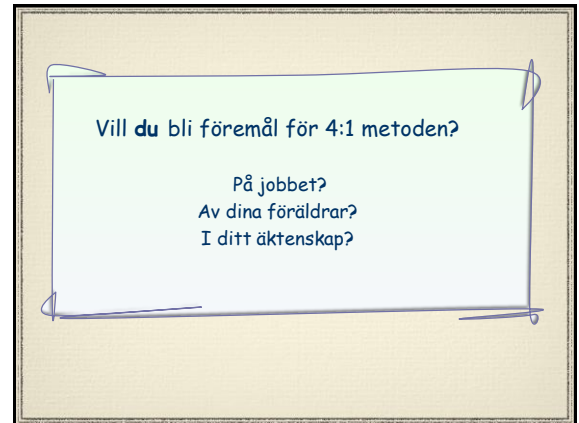 Vill du bli föremål för 4:1 metoden?
På jobbet?
Av dina föräldrar?
I ditt äktenskap?